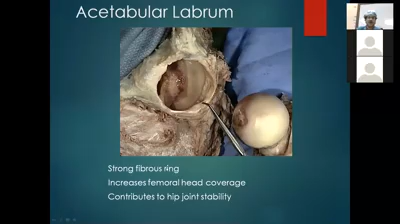 Acetabular Labrum
Strong fibrous ring
Increases femoral head coverage
Contributes to hip joint stability